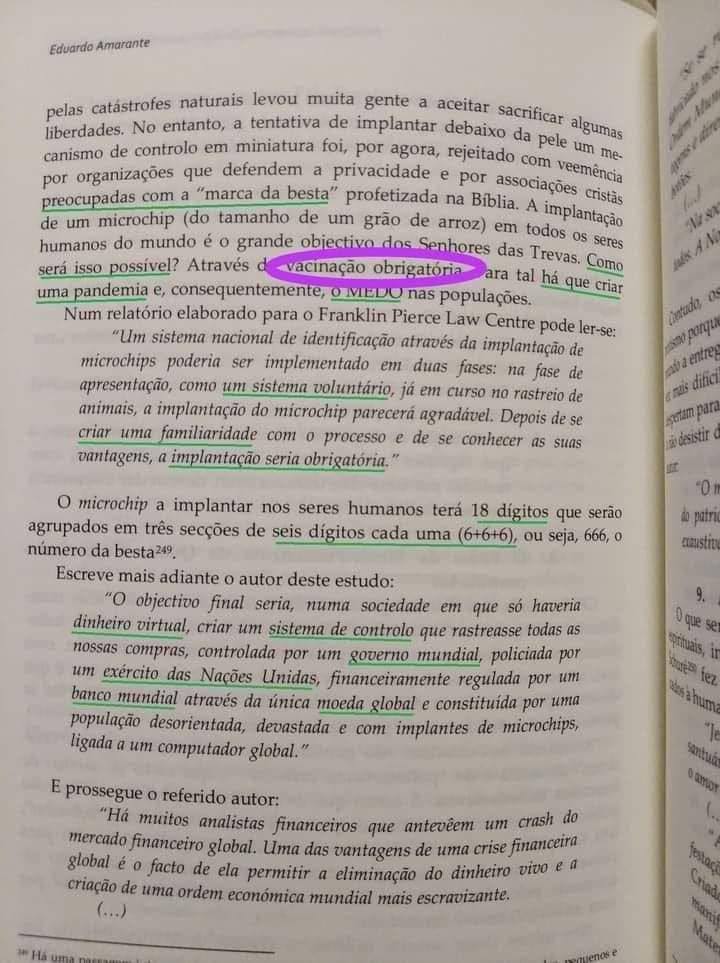 Eduardo Amarante
pelas catástrofes naturais levou muita gente a aceitar sacrificar algumas
liberdades. No entanto, a tentativa de implantar debaixo da pele um me-
canismo de controlo em miniatura foi, por agora, rejeitado com veemência
por organizações que defendem a privacidade e por associações cristãs
preocupadas com a “marca da besta” profetizada na Bíblia. A implantação
de um microchip (do tamanho de um grão de arroz) em todos os seres
humanos do mundo é o grande objectivo dos Senhores das Trevas. Como
será isso possível? Através d vacinação obrigatória ara tal há que criar
uma pandemia e, consequentemente, o MEDO nas populações.
Num relatório elaborado para o Franklin Pierce Law Centre pode ler-se:
“Um sistema nacional de identificação através da implantação de
microchips poderia ser implementado em duas fases: na fase de
apresentação, como um sistema voluntário, já em curso no rastreio de
animais, a implantação do microchip parecerá agradável. Depois de se
criar uma familiaridade com o processo e de se conhecer as suas
vantagens, a implantação seria obrigatória.”
O microchip a implantar nos seres humanos terá 18 dígitos que serão
agrupados em três secções de seis dígitos cada uma (6+6+6), ou seja, 666, o
número da besta²⁴⁹.
Escreve mais adiante o autor deste estudo:
“O objectivo final seria, numa sociedade em que só haveria
dinheiro virtual, criar um sistema de controlo que rastreasse todas as
nossas compras, controlada por um governo mundial, policiada por
um exército das Nações Unidas, financeiramente regulada por um
banco mundial através da única moeda global e constituída por uma
população desorientada, devastada e com implantes de microchips,
ligada a um computador global.”
E prossegue o referido autor:
“Há muitos analistas financeiros que antevêem um crash do
mercado financeiro global. Uma das vantagens de uma crise financeira
global é o facto de ela permitir a eliminação do dinheiro vivo e a
criação de uma ordem económica mundial mais escravizante.
(...)
²⁴⁹ Há uma pequenos e